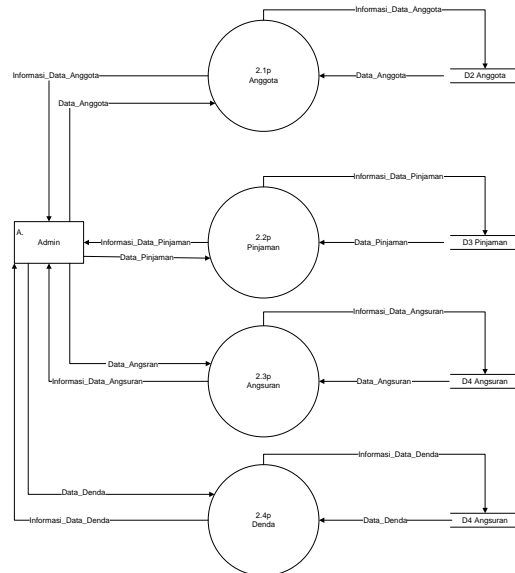 Informasi_Data_Anggota
2.1p
Anggota
Informasi_Data_Anggota
Data_Anggota
D2 Anggota
Data_Anggota
Informasi_Data_Pinjaman
2.2p
Pinjaman
A.
Admin
Informasi_Data_Pinjaman
Data_Pinjaman
D3 Pinjaman
Data_Pinjaman
Informasi_Data_Angsuran
2.3p
Angsuran
Data_Angsran
Informasi_Data_Angsuran
Data_Angsuran
D4 Angsuran
Informasi_Data_Denda
2.4p
Denda
Data_Denda
Informasi_Data_Denda
Data_Denda
D4 Angsuran